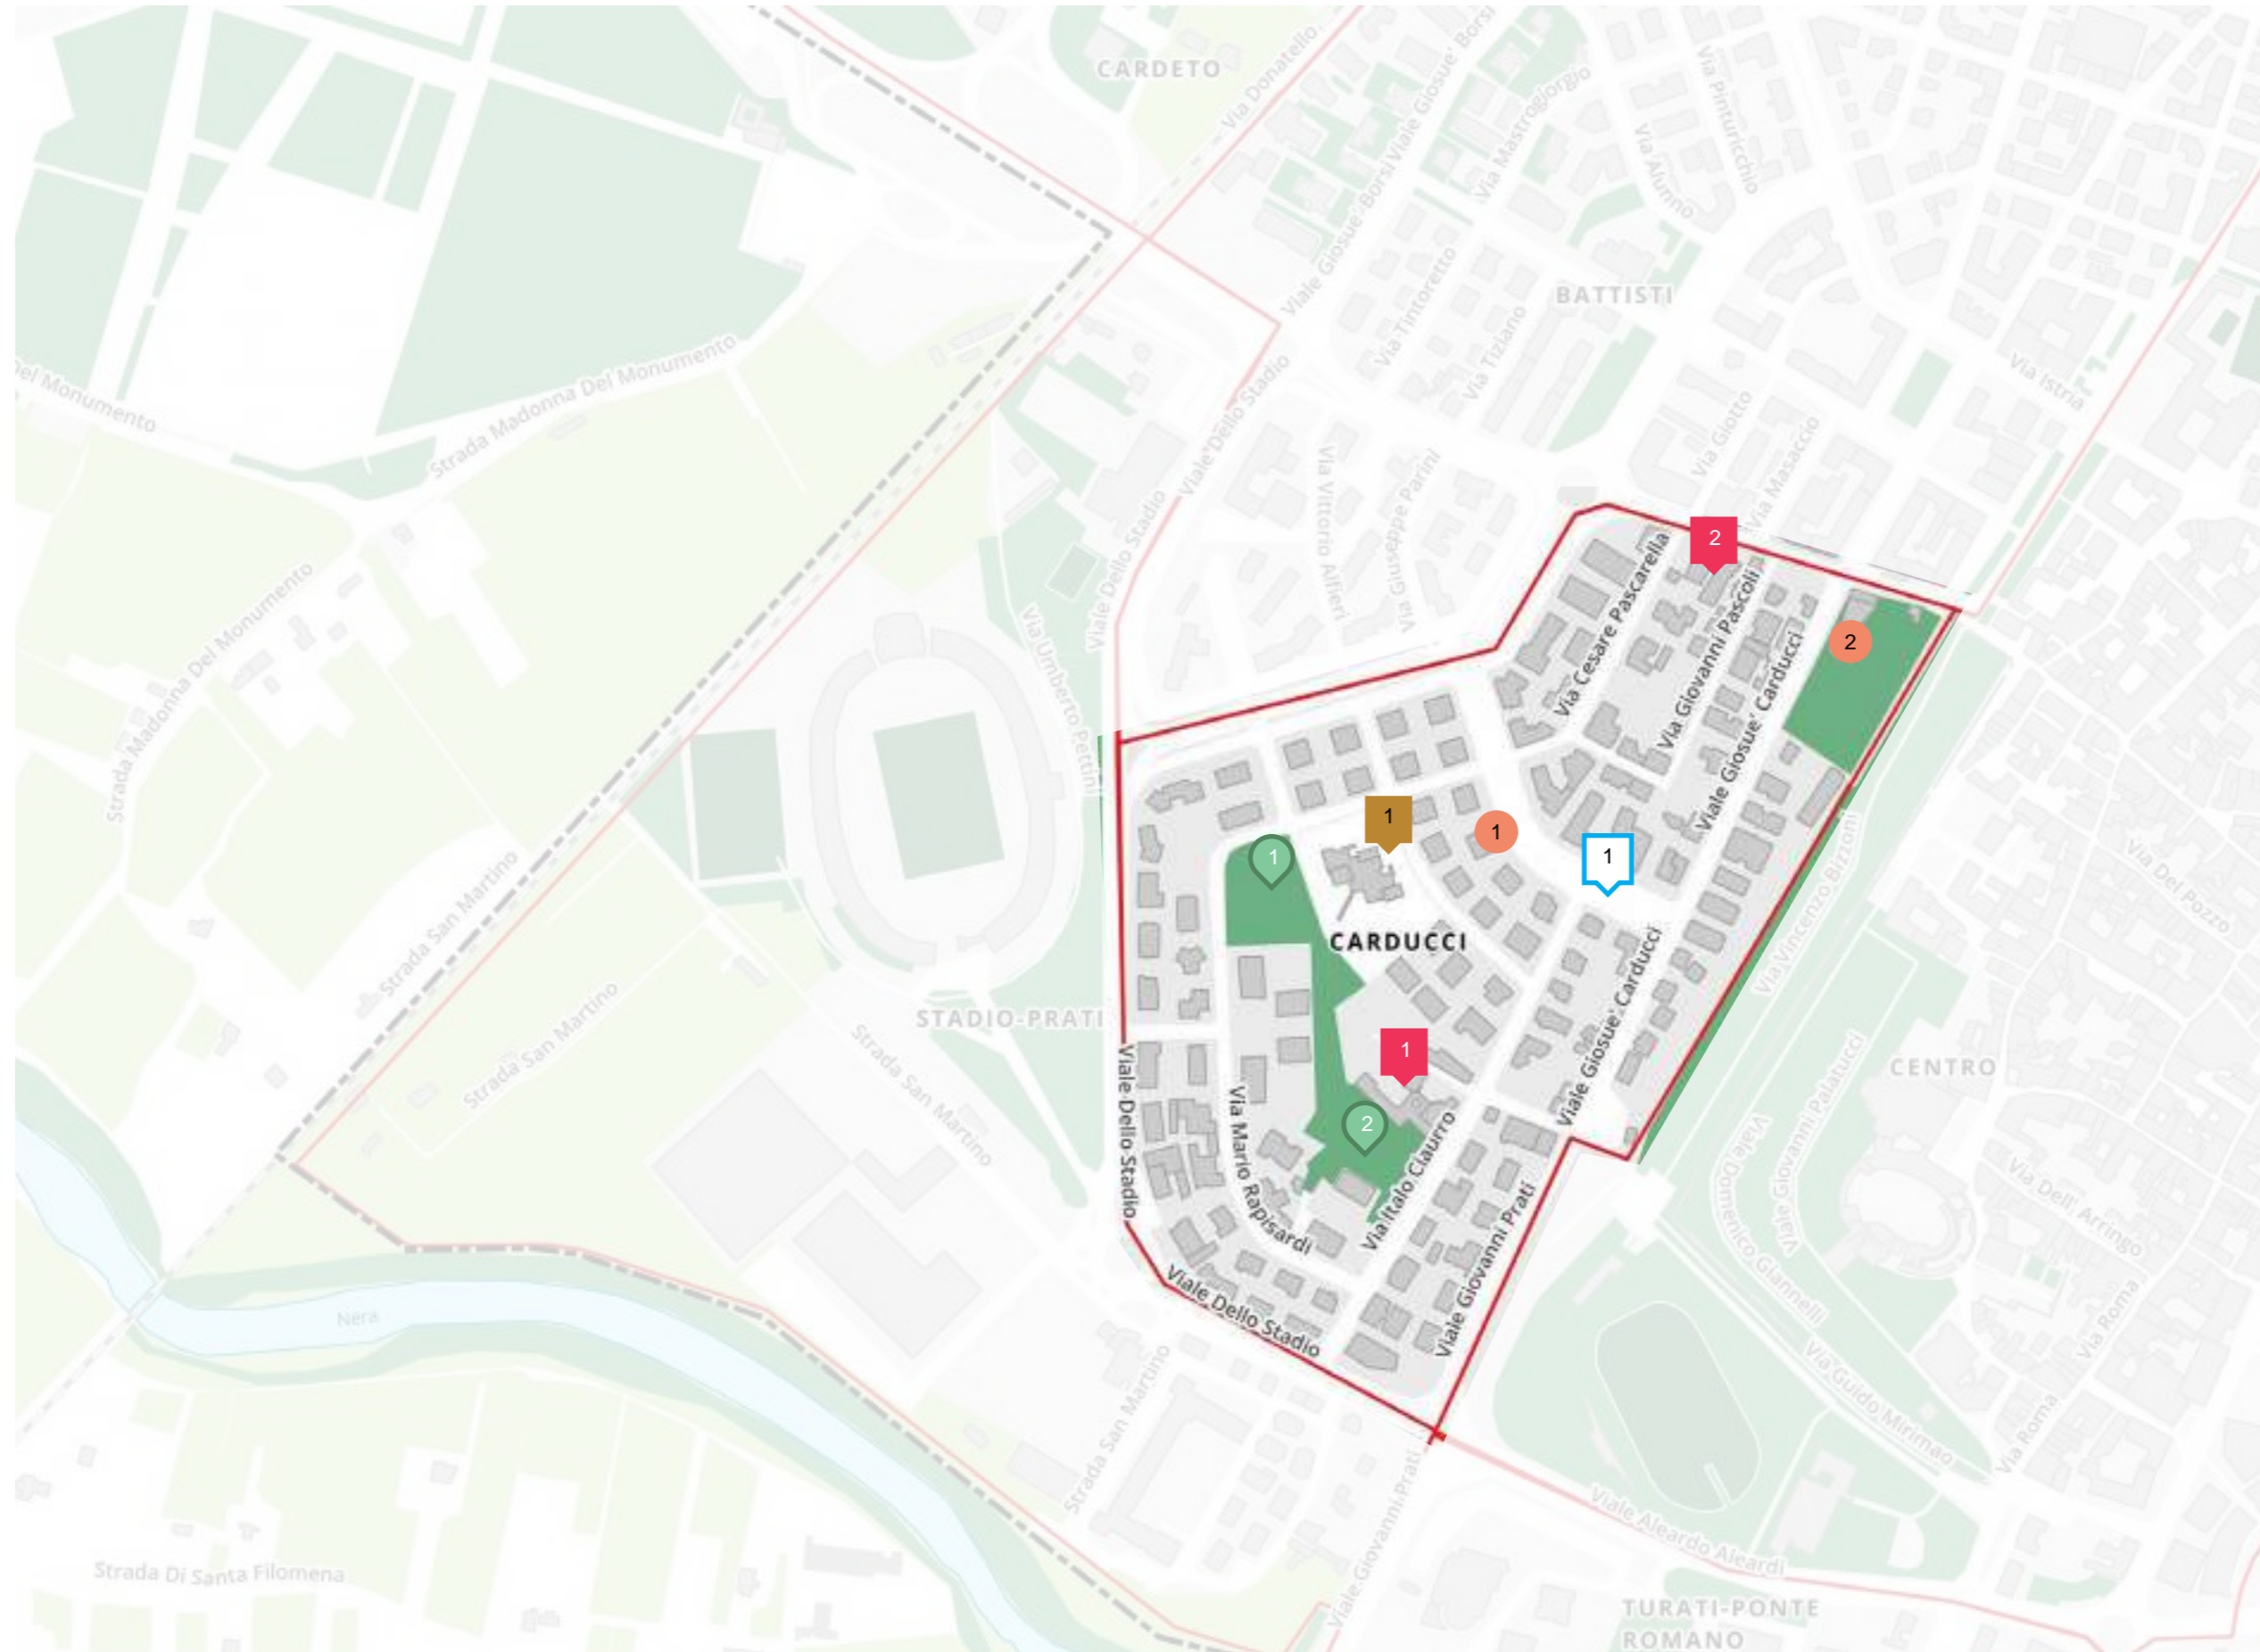 CARDETO
Via Donatello
Viale Giosue' Borsi
Viale Giosue' Borsi
Via Mastrogiorgio
Via Pinturicchio
Via Alunno
BATTISTI
Via Tintoretto
Via Tiziano
Via Istria
Del Monumento
Strada Madonna Del Monumento
Viale Dello Stadio
Via Giotto
Via Masaccio
Via Vittorio Alfieri
Via Giuseppe Parini
Viale Dello Stadio
2
Via Cesare Pascarella
Via Giovanni Pascoli
Strada Madonna Del Monumento
Via Umberto Pettini
2
Viale Giosue' Carducci
1
1
1
1
Strada San Martino
Via Vincenzo Bizzoni
Via Del Pozzo
CARDUCCI
Strada San Martino
STADIO-PRATI
Strada San Martino
Viale Giosue' Carducci
1
CENTRO
Viale Giovanni Palatucci
2
Viale Dello Stadio
Via Mario Rapisardi
Via Italo Ciaurro
Viale Giovanni Prati
Viale Domenico Giannelli
Via Dell' Arringo
Via Roma
Nera
Viale Dello Stadio
Strada San Martino
Via Guido Mirimao
Via Roma
Viale Giovanni Prati
Viale Aleardo Aleardi
Strada Di Santa Filomena
TURATI-PONTE
ROMANO